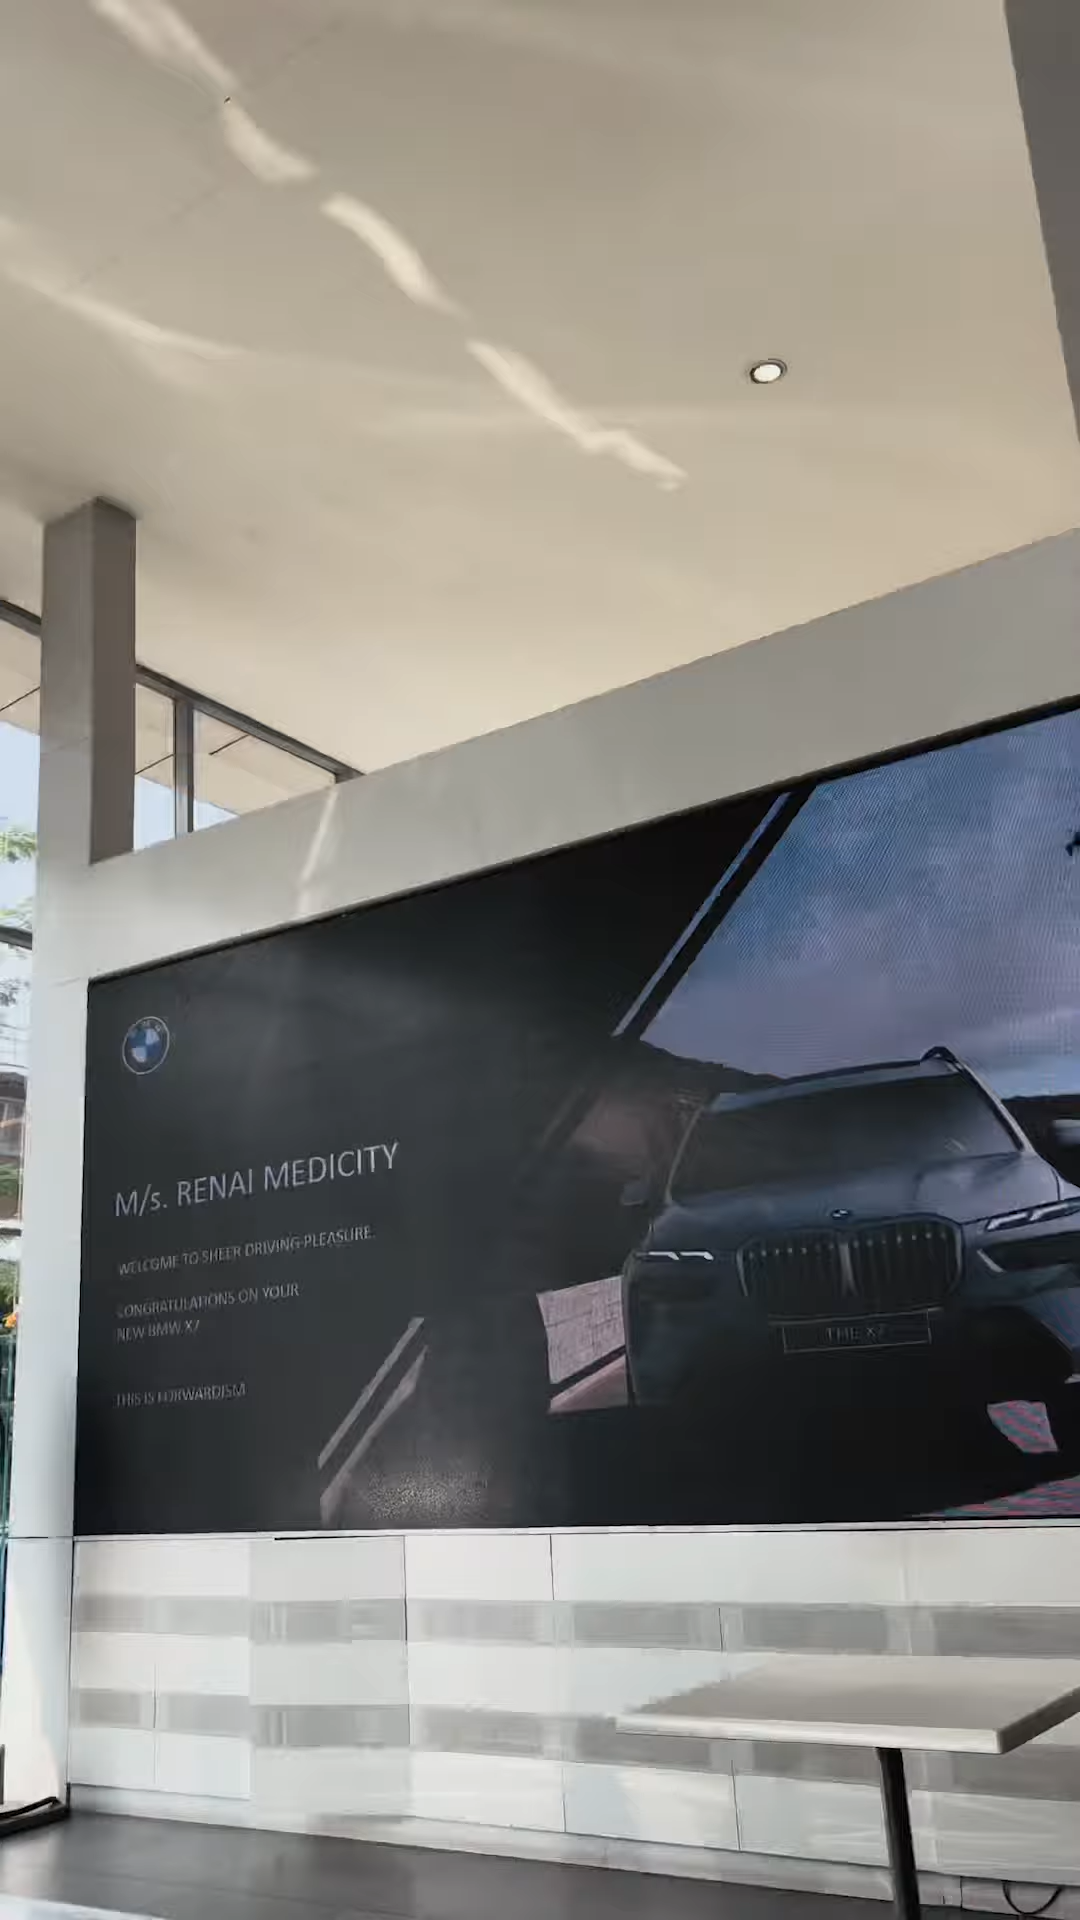 M/s. RENAI MEDICITY
WELCOME TO SHEER DRIVING PLEASURE.
CONGRATULATIONS ON YOUR
NEW BMW X7
THIS IS FORWARDISM
THE X7